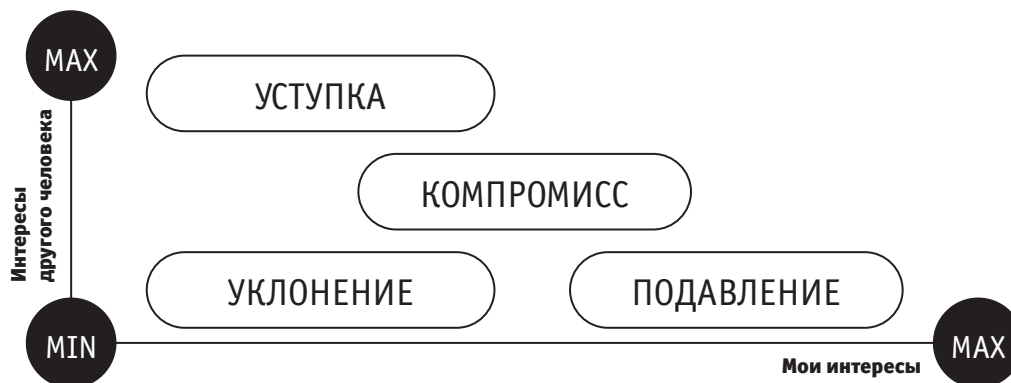 MAX
УСТУПКА
Интересы
другого человека
КОМПРОМИСС
УКЛОНЕНИЕ
ПОДАВЛЕНИЕ
MIN
MAX
Мои интересы